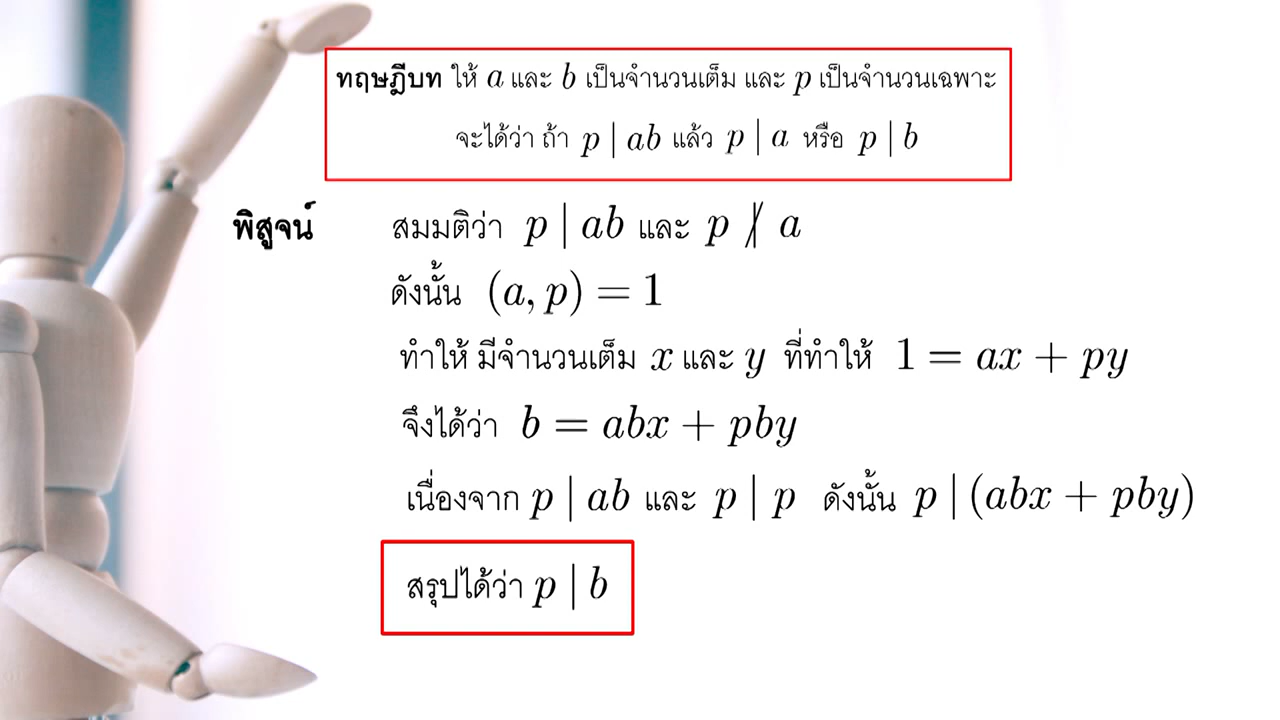 ทฤษฎีบท ให้ a และ b เป็นจำนวนเต็ม และ p เป็นจำนวนเฉพาะ
จะได้ว่า ถ้า p | ab แล้ว p | a หรือ p | b
พิสูจน์ สมมติว่า p | ab และ p ∤ a
ดังนั้น (a, p) = 1
ทำให้ มีจำนวนเต็ม x และ y ที่ทำให้ 1 = ax + py
จึงได้ว่า b = abx + pby
เนื่องจาก p | ab และ p | p ดังนั้น p | (abx + pby)
สรุปได้ว่า p | b